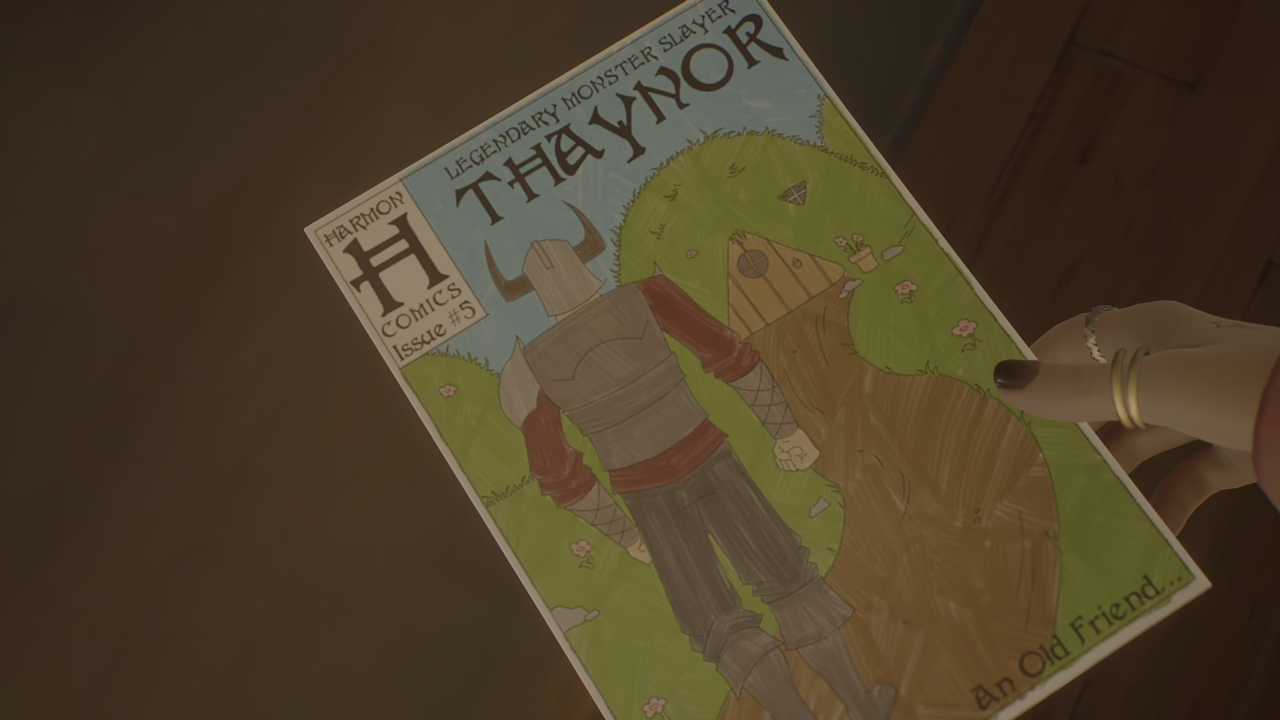 LEGENDARY MONSTER SLAYER
THAYNOR
HARMON
H
COMICS
Issue #5
An Old Friend...